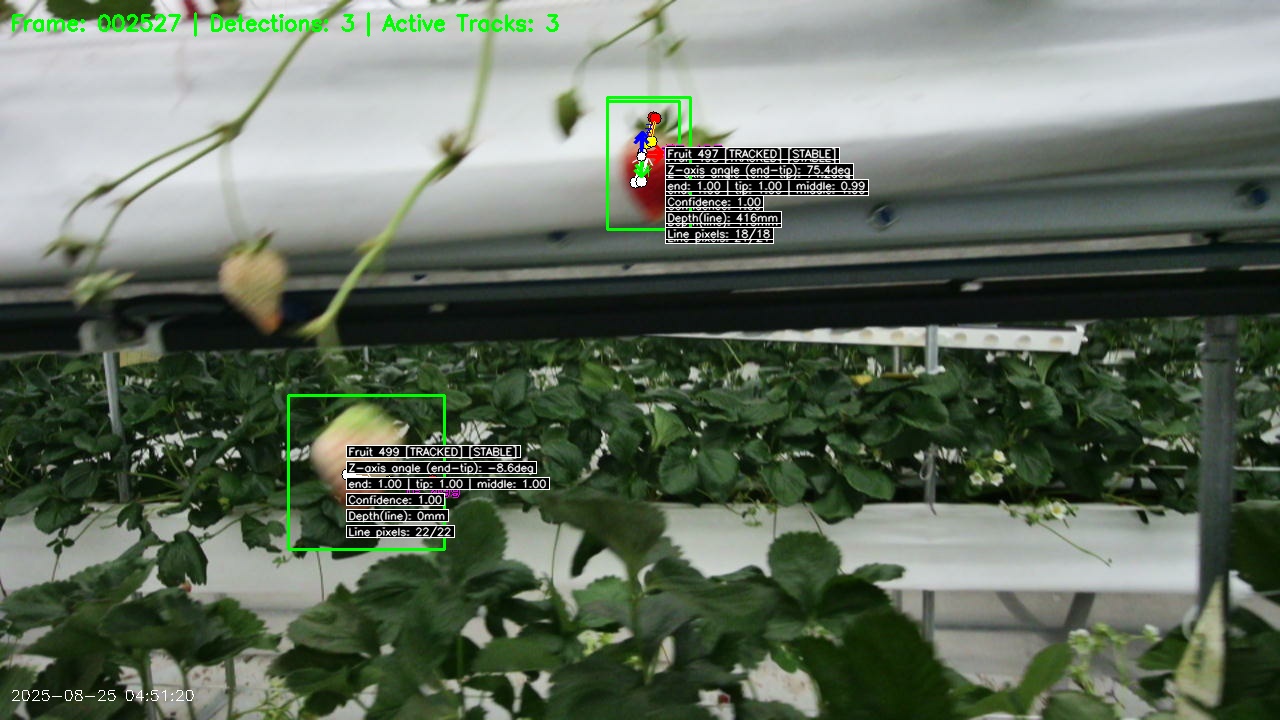 Frame: 002527 | Detections: 3 | Active Tracks: 3
Fruit 497 [TRACKED] [STABLE]
Z-axis angle (end-tip): 75.4deg
end: 1.00 | tip: 1.00 | middle: 0.99
Confidence: 1.00
Depth(line): 416mm
Line pixels: 18/18
Fruit 499 [TRACKED] [STABLE]
Z-axis angle (end-tip): -8.6deg
end: 1.00 | tip: 1.00 | middle: 1.00
Confidence: 1.00
Depth(line): 0mm
Line pixels: 22/22
2025-08-25 04:51:20